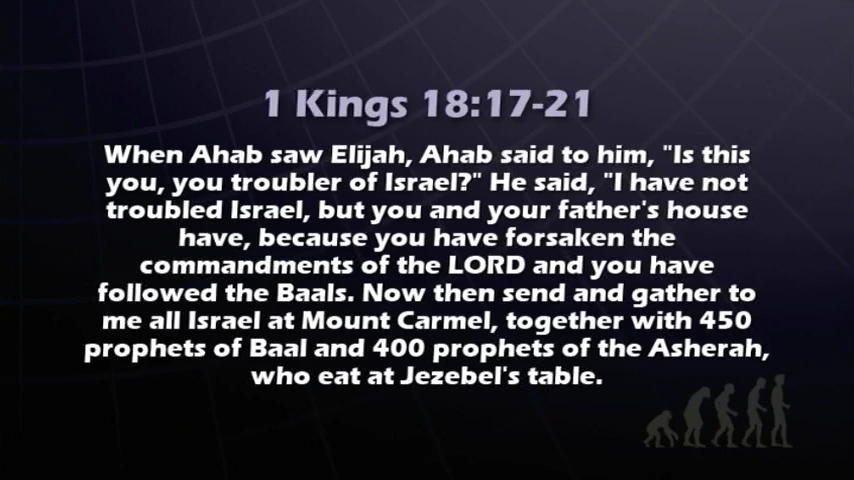 1 Kings 18:17-21
When Ahab saw Elijah, Ahab said to him, "Is this
you, you troubler of Israel?" He said, "I have not
troubled Israel, but you and your father's house
have, because you have forsaken the
commandments of the LORD and you have
followed the Baals. Now then send and gather to
me all Israel at Mount Carmel, together with 450
prophets of Baal and 400 prophets of the Asherah,
who eat at Jezebel's table.